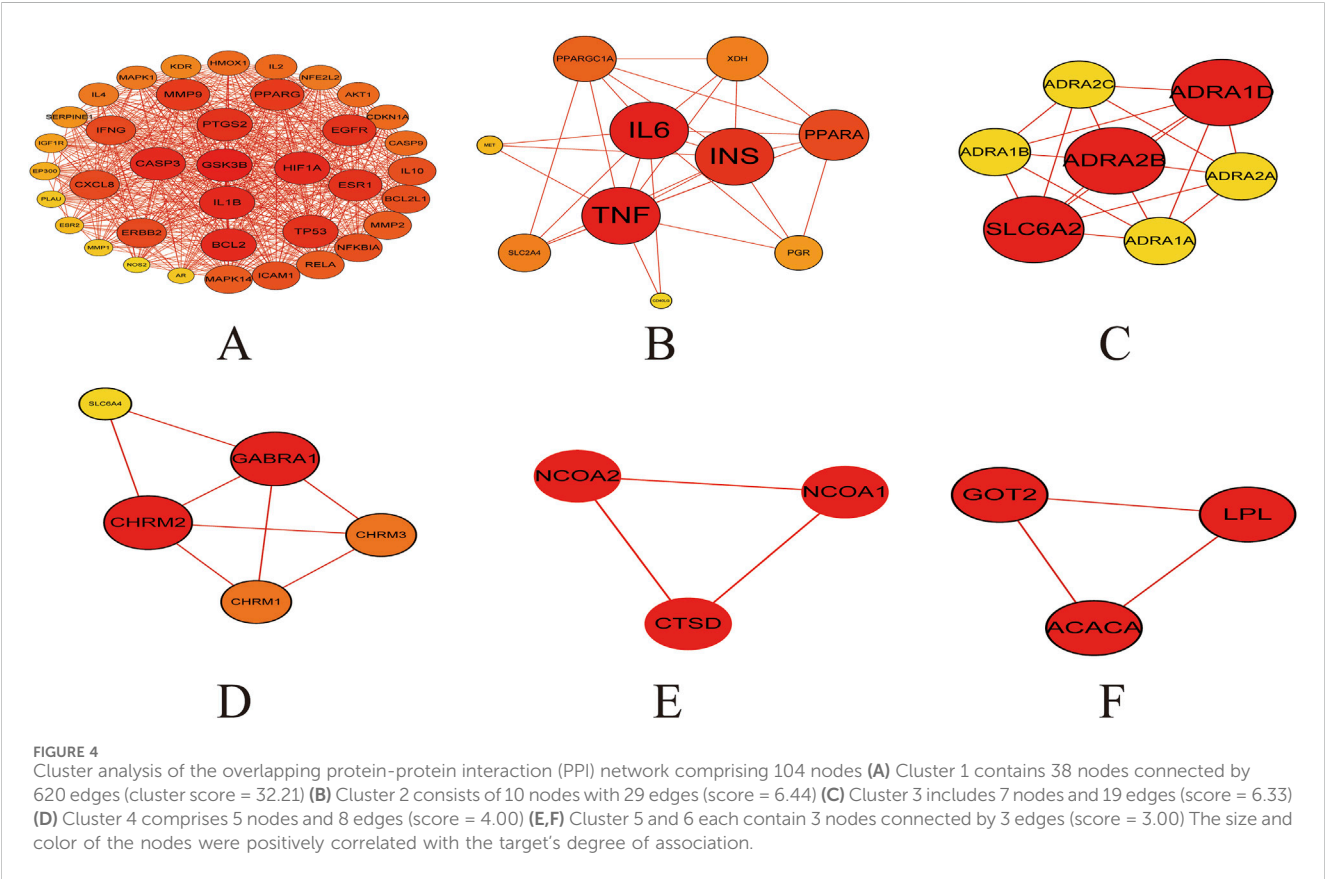 KDR
HMOX1
IL2
MAPK1
NFE2L2
IL4
MMP9
PPARG
AKT1
SERPINE1
IFNG
PTGS2
EGFR
CDKN1A
IGF1R
CASP9
EP300
CASP3
GSK3B
HIF1A
IL10
CXCL8
ESR1
PLAU
IL1B
BCL2L1
ESR2
ERBB2
TP53
MMP2
MMP1
BCL2
NFKBIA
NOS2
RELA
AR
MAPK14
ICAM1
A
PPARGC1A
XDH
IL6
PPARA
MET
INS
TNF
SLC2A4
PGR
CD40LG
B
ADRA2C
ADRA1D
ADRA1B
ADRA2B
ADRA2A
SLC6A2
ADRA1A
C
SLC6A4
GABRA1
CHRM2
CHRM3
CHRM1
D
NCOA2
NCOA1
CTSD
E
GOT2
LPL
ACACA
F
FIGURE 4
Cluster analysis of the overlapping protein-protein interaction (PPI) network comprising 104 nodes (A) Cluster 1 contains 38 nodes connected by
620 edges (cluster score = 32.21) (B) Cluster 2 consists of 10 nodes with 29 edges (score = 6.44) (C) Cluster 3 includes 7 nodes and 19 edges (score = 6.33)
(D) Cluster 4 comprises 5 nodes and 8 edges (score = 4.00) (E,F) Cluster 5 and 6 each contain 3 nodes connected by 3 edges (score = 3.00) The size and
color of the nodes were positively correlated with the target's degree of association.